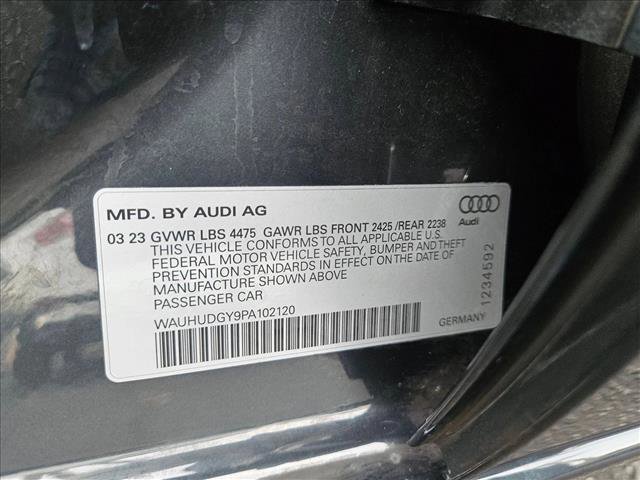 MFD. BY AUDI AG
Audi
03 23 GVWR LBS 4475 GAWR LBS FRONT 2425 /REAR 2238
THIS VEHICLE CONFORMS TO ALL APPLICABLE U.S.
FEDERAL MOTOR VEHICLE SAFETY, BUMPER AND THEFT
PREVENTION STANDARDS IN EFFECT ON THE DATE OF
MANUFACTURE SHOWN ABOVE
PASSENGER CAR
WAUHUDGY9PA102120
GERMANY
1234592